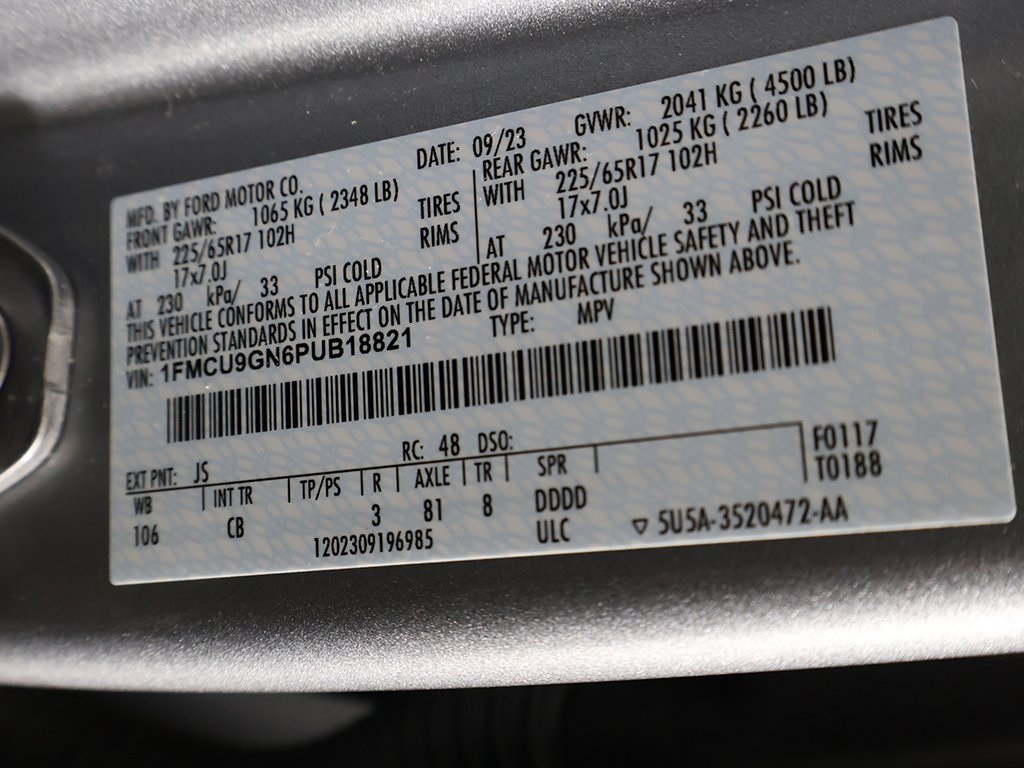 MFD. BY FORD MOTOR CO.
DATE: 09/23
GVWR: 2041 KG ( 4500 LB)
FRONT GAWR: 1065 KG ( 2348 LB)
WITH 225/65R17 102H TIRES
17x7.0J RIMS
AT 230 kPa/ 33 PSI COLD
REAR GAWR: 1025 KG ( 2260 LB)
WITH 225/65R17 102H TIRES
17x7.0J RIMS
AT 230 kPa/ 33 PSI COLD
THIS VEHICLE CONFORMS TO ALL APPLICABLE FEDERAL MOTOR VEHICLE SAFETY AND THEFT
PREVENTION STANDARDS IN EFFECT ON THE DATE OF MANUFACTURE SHOWN ABOVE.
VIN: 1FMCU9GN6PUB18821 TYPE: MPV
EXT PNT: JS RC: 48 DSO:
F0117
WB INT TR TP/PS R AXLE TR SPR
T0188
106 CB 3 81 8 DDDD
1202309196985 ULC 5U5A-3520472-AA